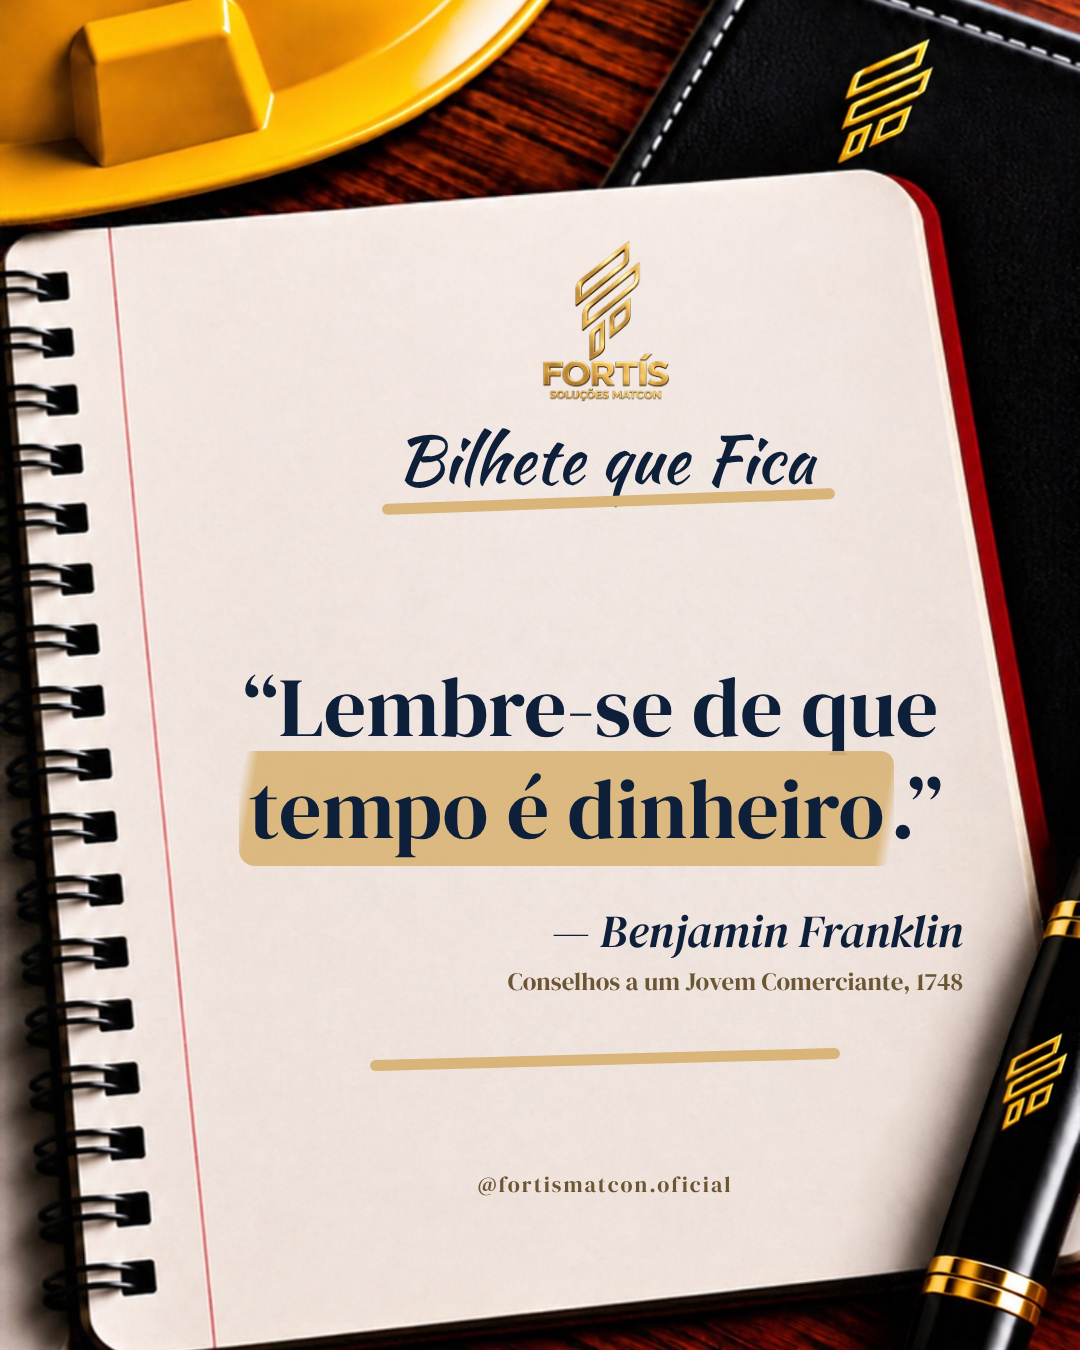 FORTÍS
SOLUÇÕES MATCON
Bilhete que Fica
“Lembre-se de que
tempo é dinheiro.”
— Benjamin Franklin
Conselhos a um Jovem Comerciante, 1748
@fortismatcon.oficial